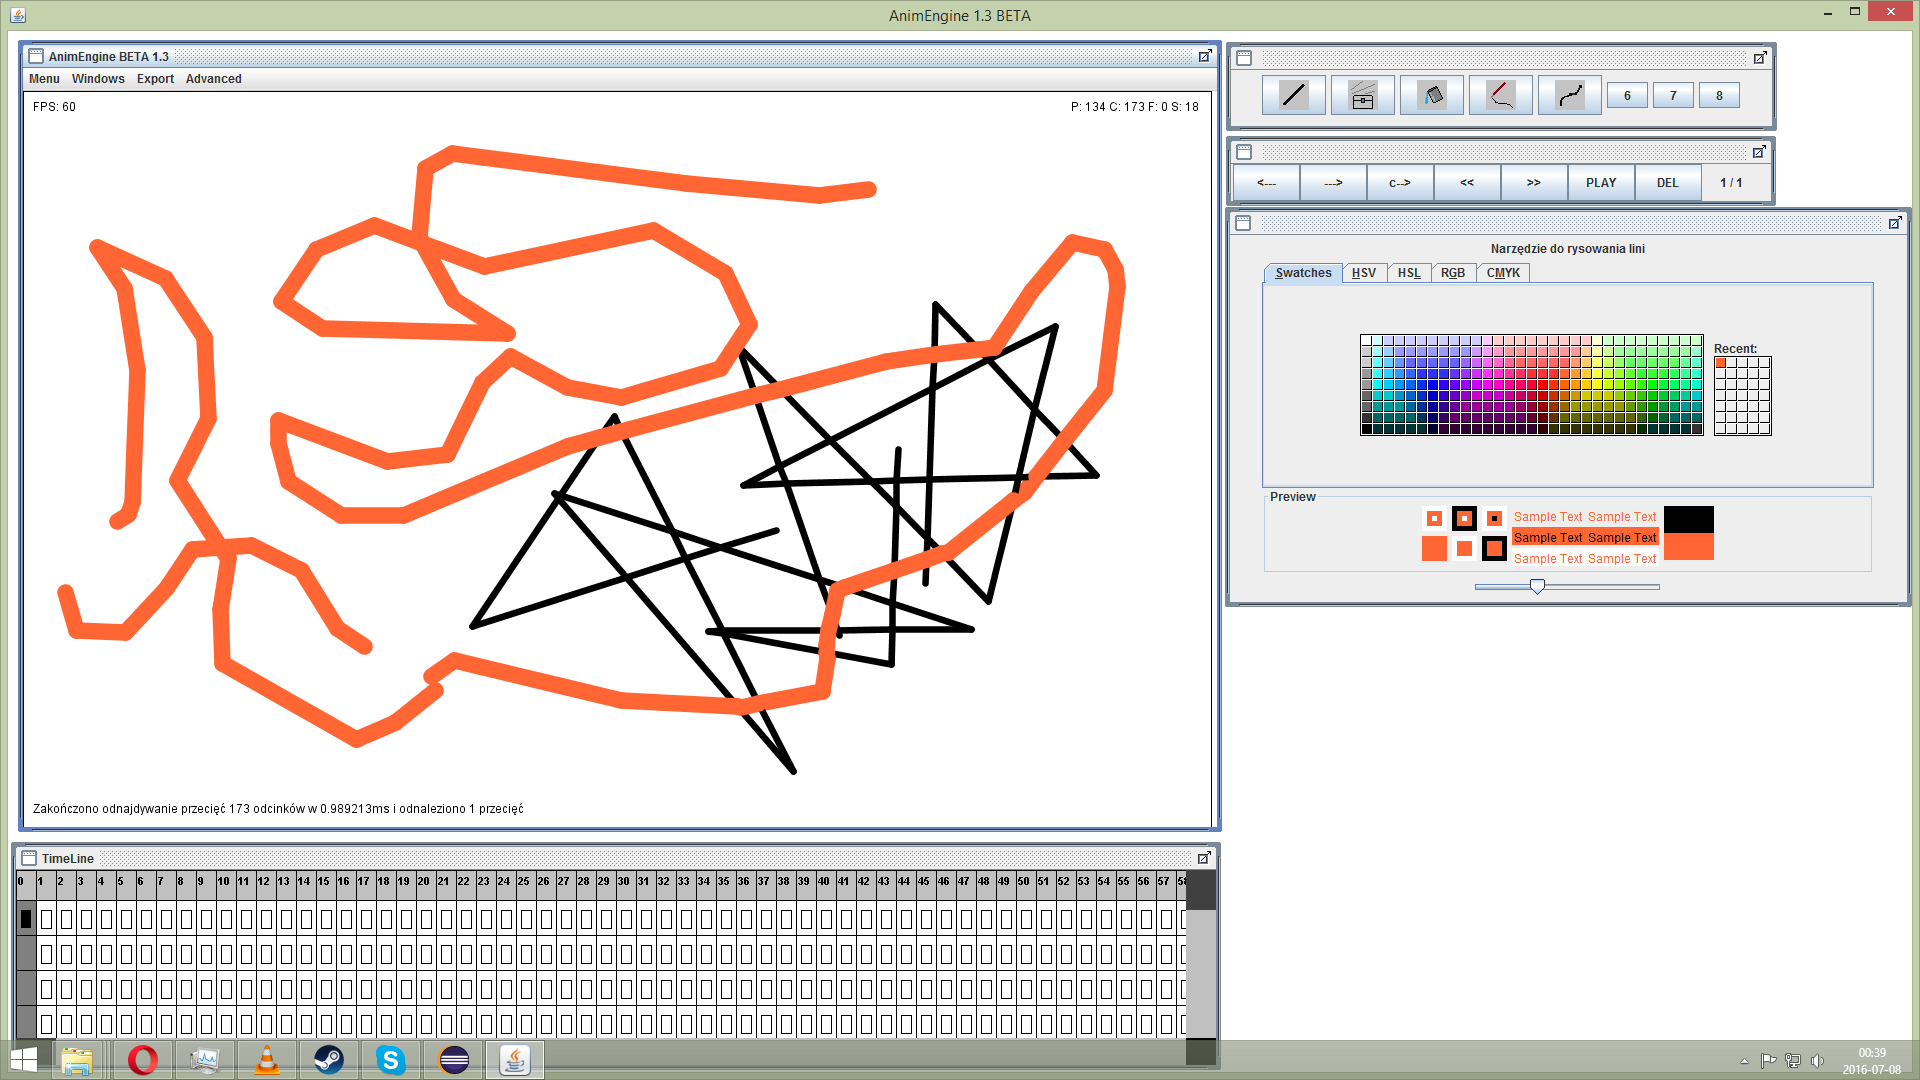 AnimEngine 1.3 BETA
AnimEngine BETA 1.3
Menu Windows Export Advanced
FPS: 60
P: 134 C: 173 F: 0 S: 18
Zakończono odnajdywanie przecięć 173 odcinków w 0.989213ms i odnaleziono 1 przecięć
6 7 8
<--- ---> c--> << >> PLAY DEL 1 / 1
Narzędzie do rysowania lini
Swatches HSV HSL RGB CMYK
Recent:
Preview
Sample Text Sample Text
Sample Text Sample Text
Sample Text Sample Text
TimeLine
0 1 2 3 4 5 6 7 8 9 10 11 12 13 14 15 16 17 18 19 20 21 22 23 24 25 26 27 28 29 30 31 32 33 34 35 36 37 38 39 40 41 42 43 44 45 46 47 48 49 50 51 52 53 54 55 56 57 58
00:39
2016-07-08